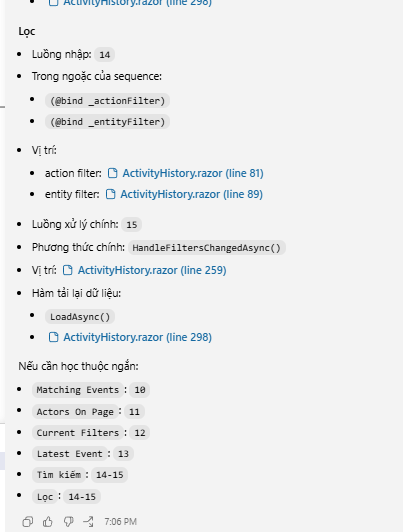 ActivityHistory.razor (line 298)
Lọc
Luồng nhập: 14
Trong ngoặc của sequence:
(@bind _actionFilter)
(@bind _entityFilter)
Vị trí:
action filter: ActivityHistory.razor (line 81)
entity filter: ActivityHistory.razor (line 89)
Luồng xử lý chính: 15
Phương thức chính: HandleFiltersChangedAsync()
Vị trí: ActivityHistory.razor (line 259)
Hàm tải lại dữ liệu:
LoadAsync()
ActivityHistory.razor (line 298)
Nếu cần học thuộc ngắn:
Matching Events: 10
Actors On Page: 11
Current Filters: 12
Latest Event: 13
Tìm kiếm: 14-15
Lọc: 14-15
7:06 PM